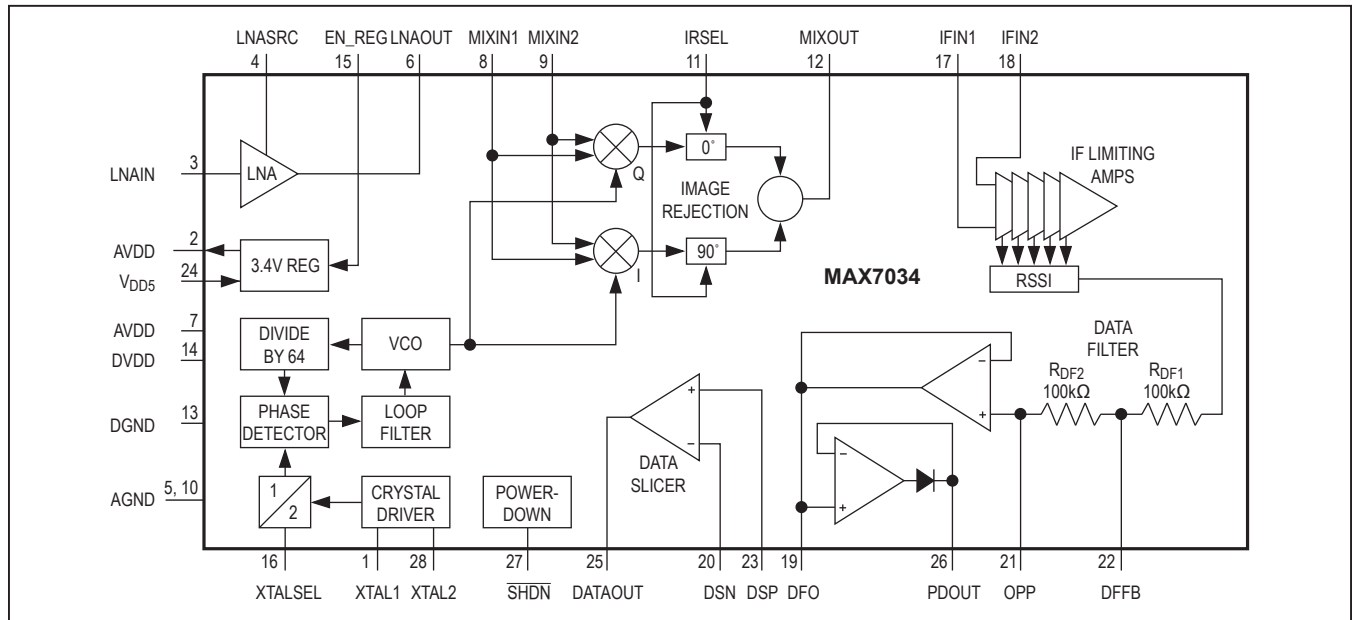 LNASRC EN_REG LNAOUT MIXIN1 MIXIN2 IRSEL MIXOUT IFIN1 IFIN2
4 15 6 8 9 11 12 17 18
LNAIN 3
LNA
Q
0˚
IMAGE
REJECTION
IF LIMITING
AMPS
AVDD 2
3.4V REG
VDD5 24
I
90˚
MAX7034
RSSI
AVDD 7
DVDD 14
DIVIDE
BY 64
VCO
DATA
FILTER
RDF2
100kΩ
RDF1
100kΩ
+
−
−
+
DGND 13
PHASE
DETECTOR
LOOP
FILTER
DATA
SLICER
−
+
AGND 5, 10
1
2
CRYSTAL
DRIVER
POWER-
DOWN
16 1 28 27 25 20 23 19 26 21 22
XTALSEL XTAL1 XTAL2 SHDN DATAOUT DSN DSP DFO PDOUT OPP DFFB